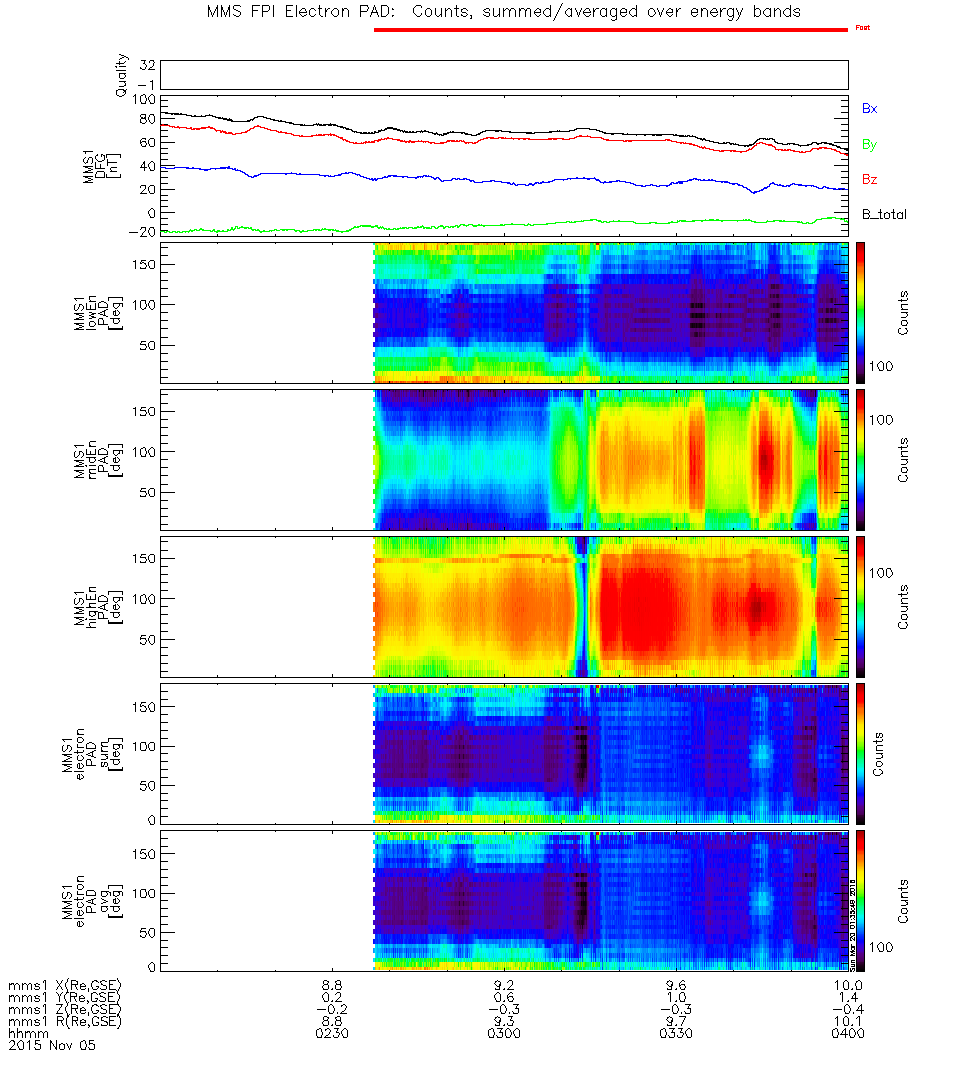 MMS FPI Electron PAD:  Counts, summed/averaged over energy bands
Fast
Quality
32
-1
MMS1
DFG
[nT]
100
80
60
40
20
0
-20
Bx
By
Bz
B_total
MMS1
lowEn
PAD
[deg]
150
100
50
100
Counts
MMS1
midEn
PAD
[deg]
150
100
50
100
Counts
MMS1
highEn
PAD
[deg]
150
100
50
100
Counts
MMS1
electron
PAD
sum
[deg]
150
100
50
0
Counts
MMS1
electron
PAD
avg
[deg]
150
100
50
0
100
Counts
mms1 X(Re,GSE) 8.8 9.2 9.6 10.0
mms1 Y(Re,GSE) 0.2 0.6 1.0 1.4
mms1 Z(Re,GSE) -0.2 -0.3 -0.3 -0.4
mms1 R(Re,GSE) 8.8 9.3 9.7 10.1
hhmm 0230 0300 0330 0400
2015 Nov 05